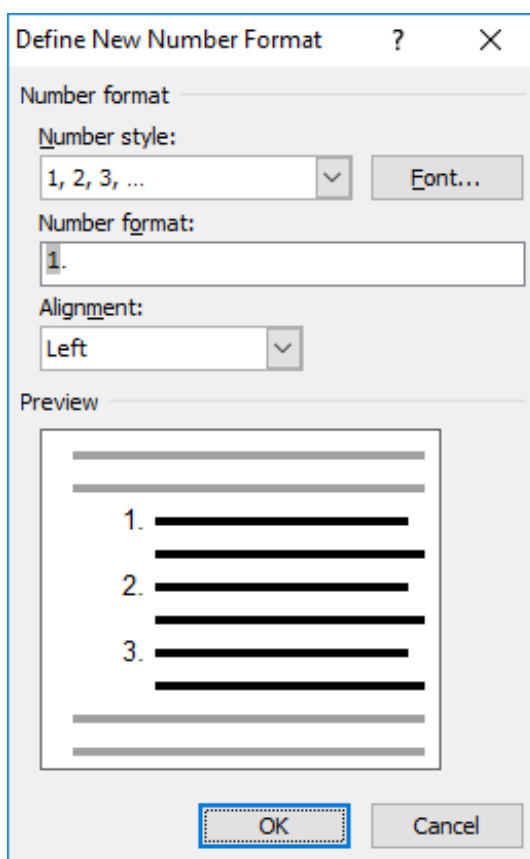 Define New Number Format ?
Number format
Number style:
1, 2, 3, ... Font...
Number format:
1.
Alignment:
Left
Preview
1.
2.
3.
OK Cancel